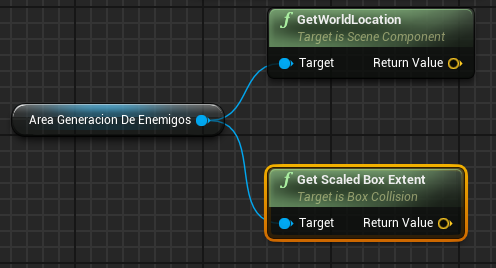 GetWorldLocation
Target is Scene Component
Target Return Value
Area Generacion De Enemigos
Get Scaled Box Extent
Target is Box Collision
Target Return Value